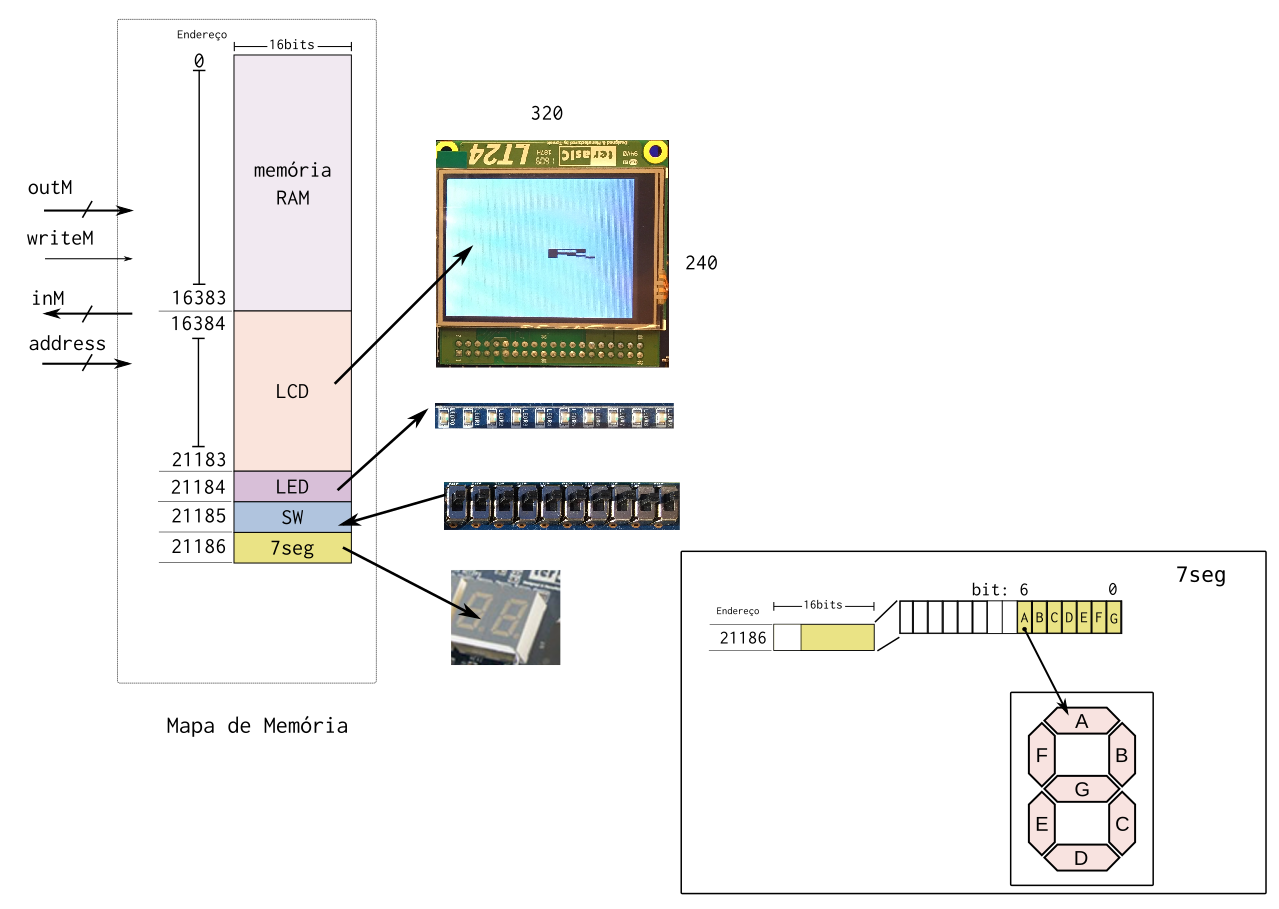 Endereço
16bits
0
memória
RAM
outM
writeM
inM
address
16383
16384
LCD
21183
21184
LED
21185
SW
21186
7seg
Mapa de Memória
320
LT24
terasic
240
7seg
bit: 6 0
Endereço
16bits
21186
A B C D E F G
A
F
B
G
E
C
D